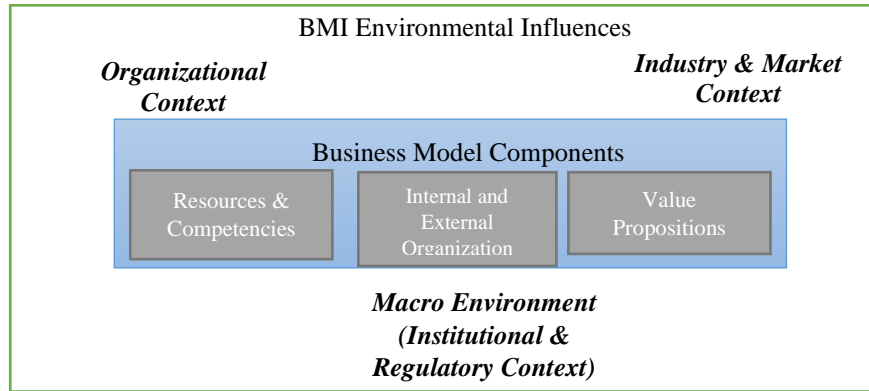 BMI Environmental Influences
Organizational
Context
Industry & Market
Context
Business Model Components
Resources &
Competencies
Internal and
External
Organization
Value
Propositions
Macro Environment
(Institutional &
Regulatory Context)